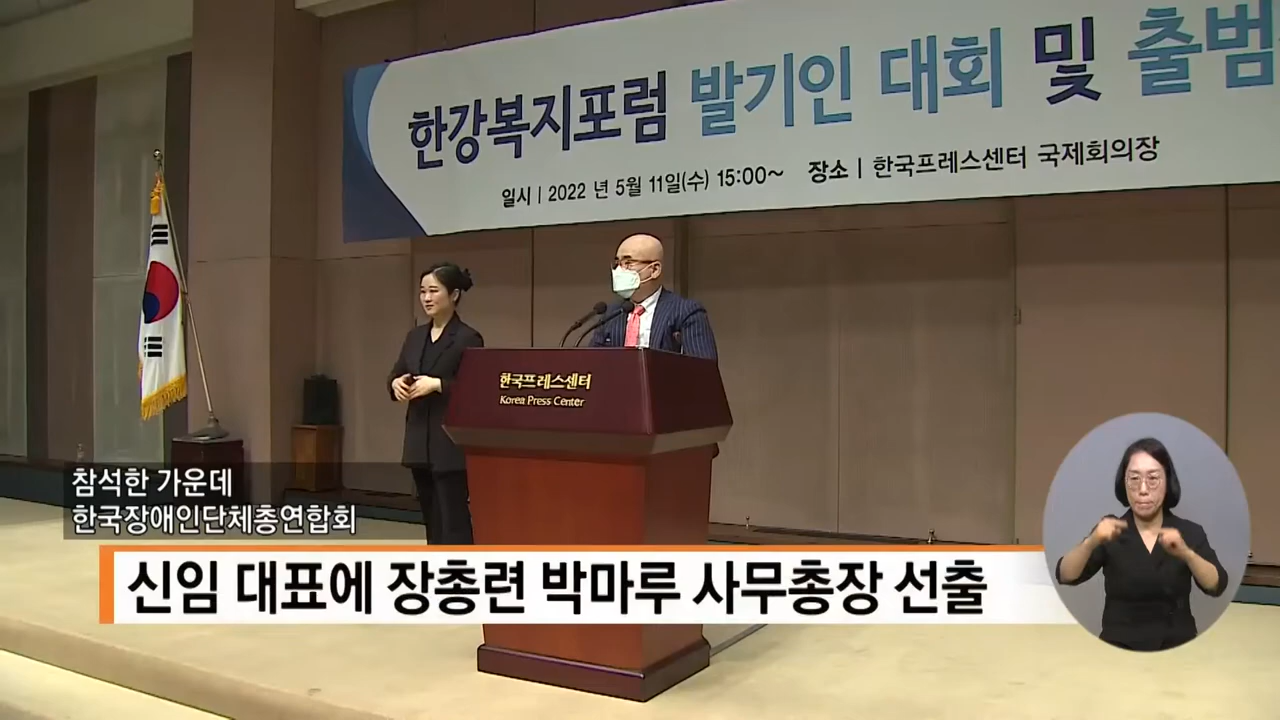 한강복지포럼 발기인 대회 및 출범
일시 | 2022 년 5월 11일(수) 15:00~ 장소 | 한국프레스센터 국제회의장
한국프레스센터
Korea Press Center
참석한 가운데
한국장애인단체총연합회
신임 대표에 장총련 박마루 사무총장 선출